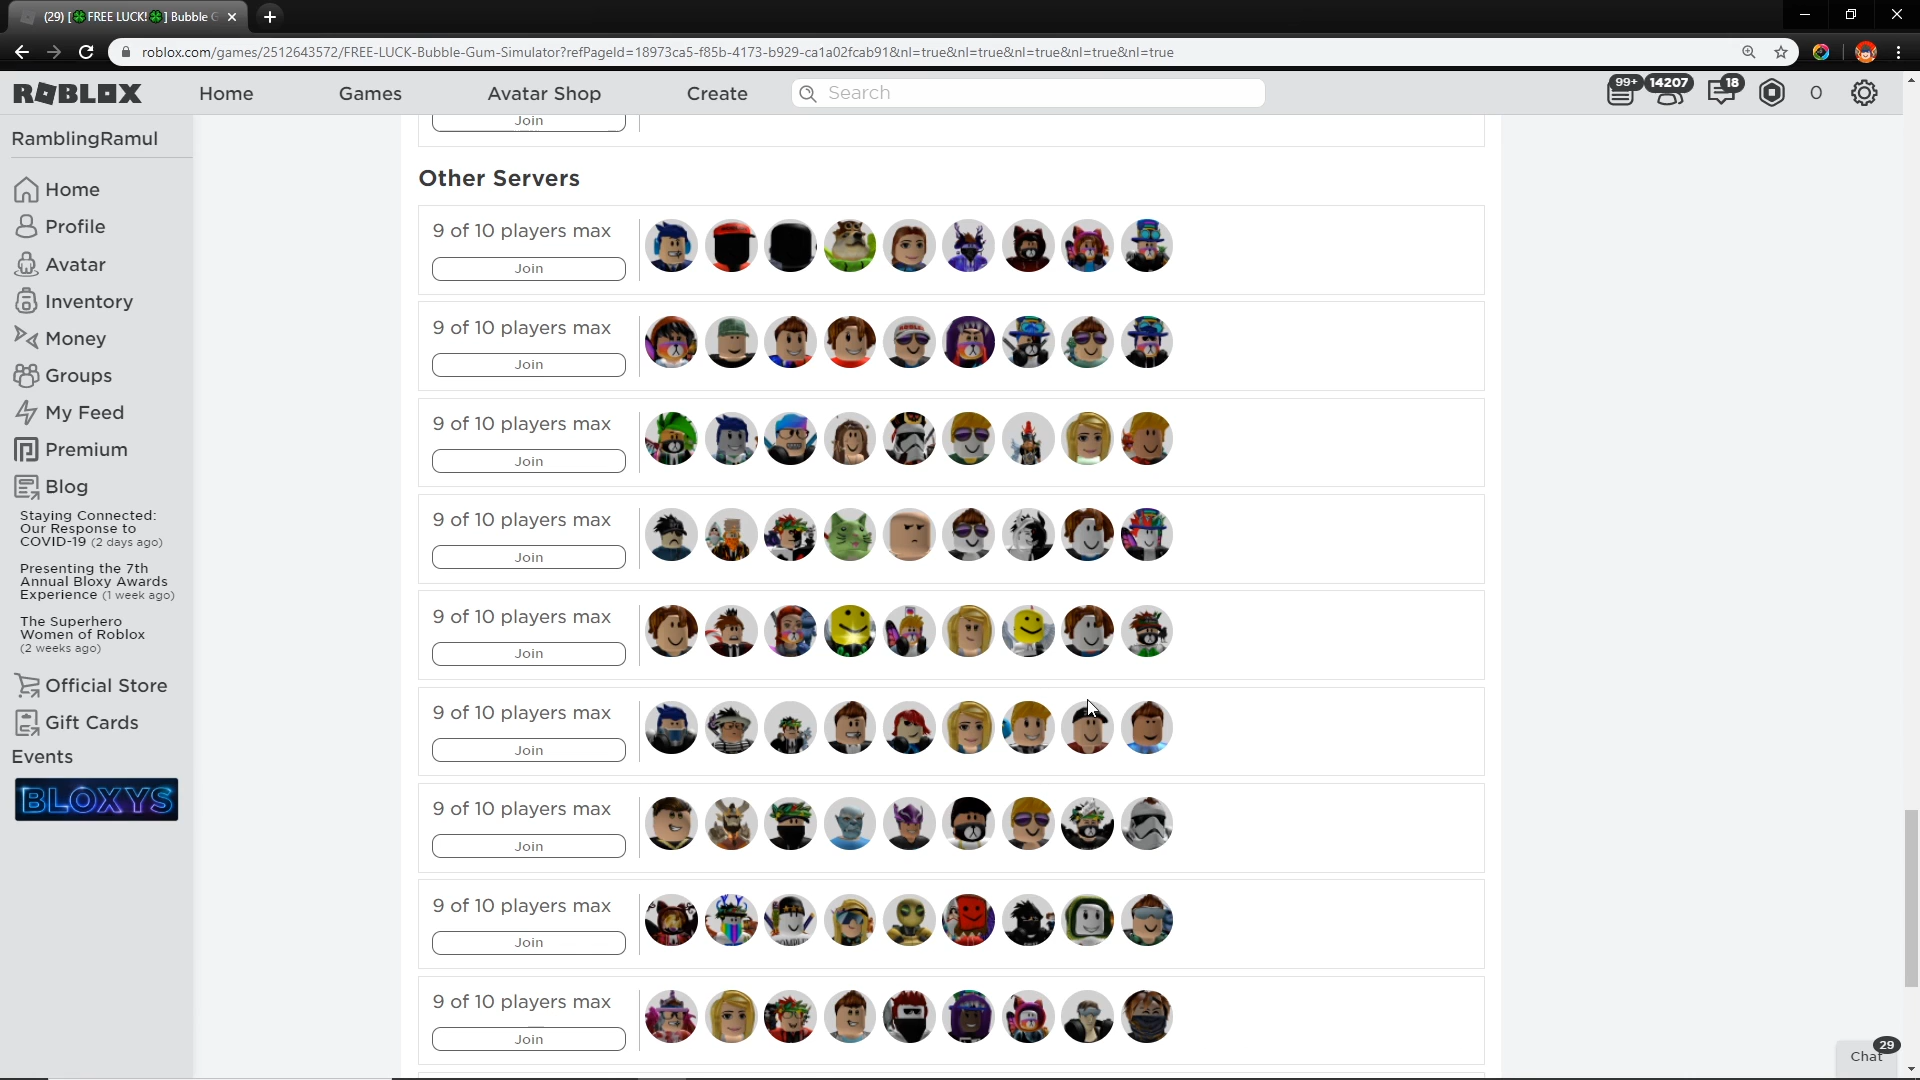 (29) [🍀FREE LUCK!🍀] Bubble G
roblox.com/games/2512643572/FREE-LUCK-Bubble-Gum-Simulator?refPageId=18973ca5-f85b-4173-b929-ca1a02fcab91&nl=true&nl=true&nl=true&nl=true&nl=true
ROBLOX Home Games Avatar Shop Create Search 99+ 14207 18 0
RamblingRamul
Home
Profile
Avatar
Inventory
Money
Groups
My Feed
Premium
Blog
Staying Connected:
Our Response to
COVID-19 (2 days ago)
Presenting the 7th
Annual Bloxy Awards
Experience (1 week ago)
The Superhero
Women of Roblox
(2 weeks ago)
Official Store
Gift Cards
Events
BLOXYS
Join
Other Servers
9 of 10 players max
Join
9 of 10 players max
Join
9 of 10 players max
Join
9 of 10 players max
Join
9 of 10 players max
Join
9 of 10 players max
Join
9 of 10 players max
Join
9 of 10 players max
Join
9 of 10 players max
Join
Chat 29